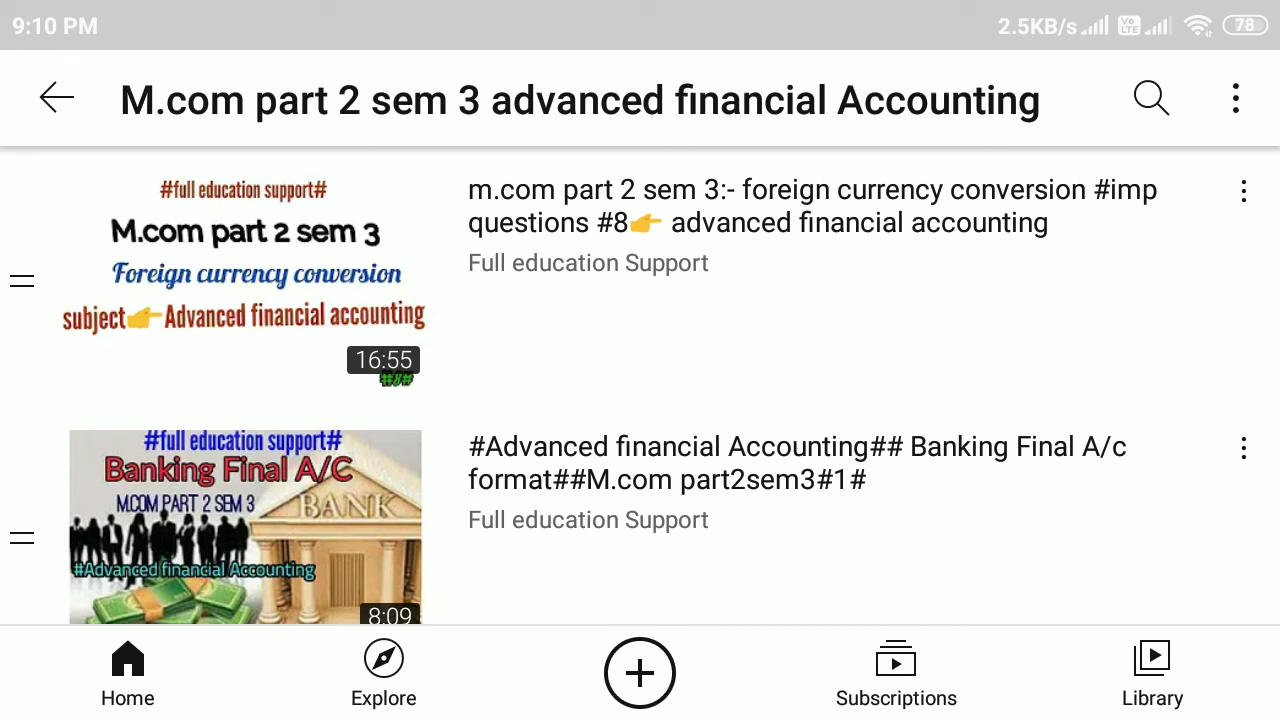 9:10 PM
2.5KB/s
Vo
LTE
78
M.com part 2 sem 3 advanced financial Accounting
#full education support#
M.com part 2 sem 3
Foreign currency conversion
subject👉Advanced financial accounting
16:55
#8#
m.com part 2 sem 3:- foreign currency conversion #imp
questions #8👉 advanced financial accounting
Full education Support
#full education support#
Banking Final A/C
M.COM PART 2 SEM 3
BANK
#Advanced financial Accounting
8:09
#Advanced financial Accounting## Banking Final A/c
format##M.com part2sem3#1#
Full education Support
Home
Explore
Subscriptions
Library